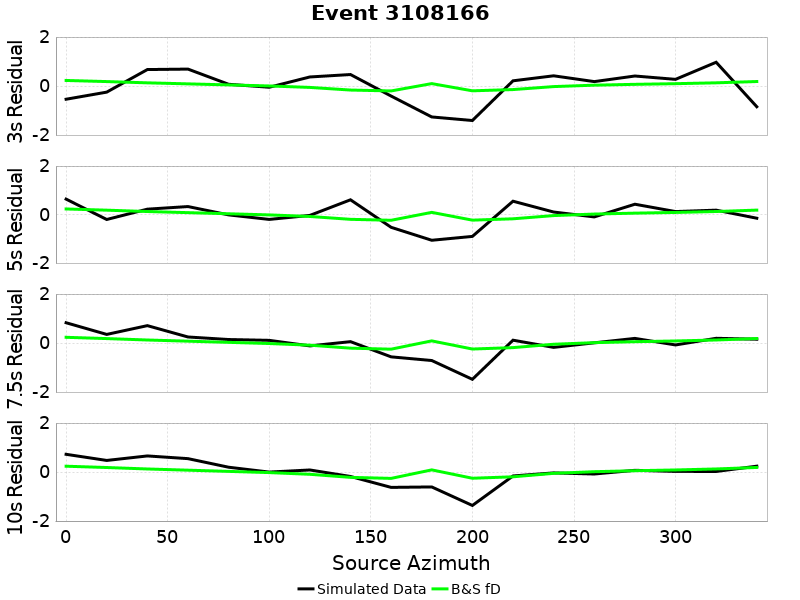 Event 3108166
3s Residual
2
0
-2
5s Residual
2
0
-2
7.5s Residual
2
0
-2
10s Residual
2
0
-2
0 50 100 150 200 250 300
Source Azimuth
Simulated Data B&S fD